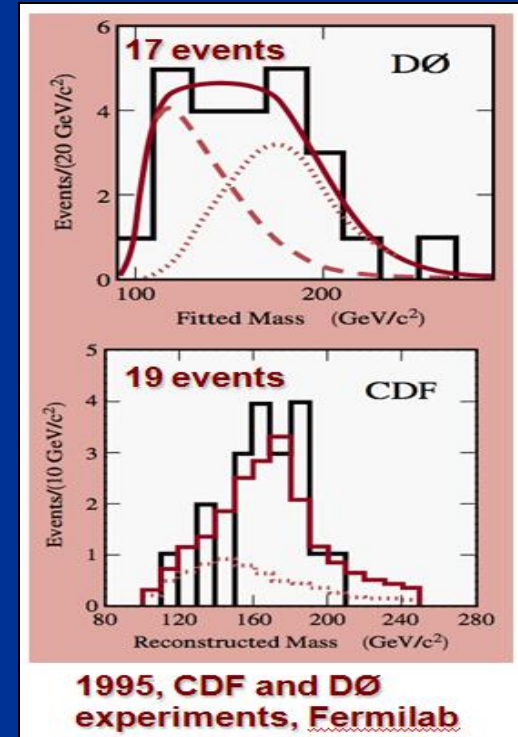 6
17 events
DØ
4
2
0
Events/(20 GeV/c²)
100
200
Fitted Mass (GeV/c²)
5
19 events
CDF
4
3
2
1
0
Events/(10 GeV/c²)
80
120
160
200
240
280
Reconstructed Mass (GeV/c²)
1995, CDF and DØ
experiments, Fermilab